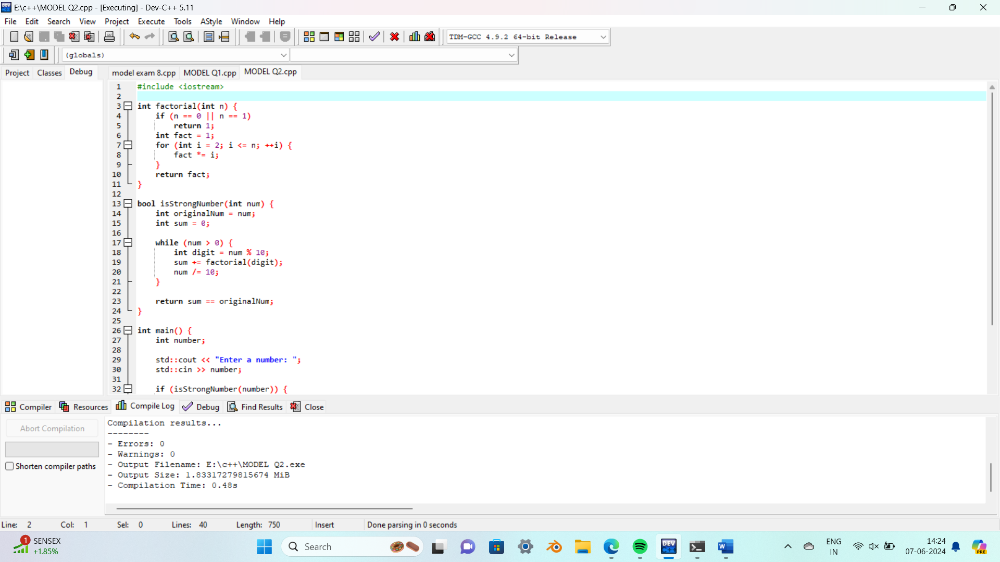 E:\c++\MODEL Q2.cpp - [Executing] - Dev-C++ 5.11
File Edit Search View Project Execute Tools AStyle Window Help
TDM-GCC 4.9.2 64-bit Release
(globals)
Project Classes Debug model exam 8.cpp MODEL Q1.cpp MODEL Q2.cpp
1 #include <iostream>
2
3 int factorial(int n) {
4 if (n == 0 || n == 1)
5 return 1;
6 int fact = 1;
7 for (int i = 2; i <= n; ++i) {
8 fact *= i;
9 }
10 return fact;
11 }
12
13 bool isStrongNumber(int num) {
14 int originalNum = num;
15 int sum = 0;
16
17 while (num > 0) {
18 int digit = num % 10;
19 sum += factorial(digit);
20 num /= 10;
21 }
22
23 return sum == originalNum;
24 }
25
26 int main() {
27 int number;
28
29 std::cout << "Enter a number: ";
30 std::cin >> number;
31
32 if (isStrongNumber(number)) {
Compiler Resources Compile Log Debug Find Results Close
Abort Compilation
Shorten compiler paths
Compilation results...
--------
- Errors: 0
- Warnings: 0
- Output Filename: E:\c++\MODEL Q2.exe
- Output Size: 1.83317279815674 MiB
- Compilation Time: 0.48s
Line: 2 Col: 1 Sel: 0 Lines: 40 Length: 750 Insert Done parsing in 0 seconds
1
SENSEX
+1.85%
Search
DEV
W
ENG
IN
14:24
07-06-2024
PRE